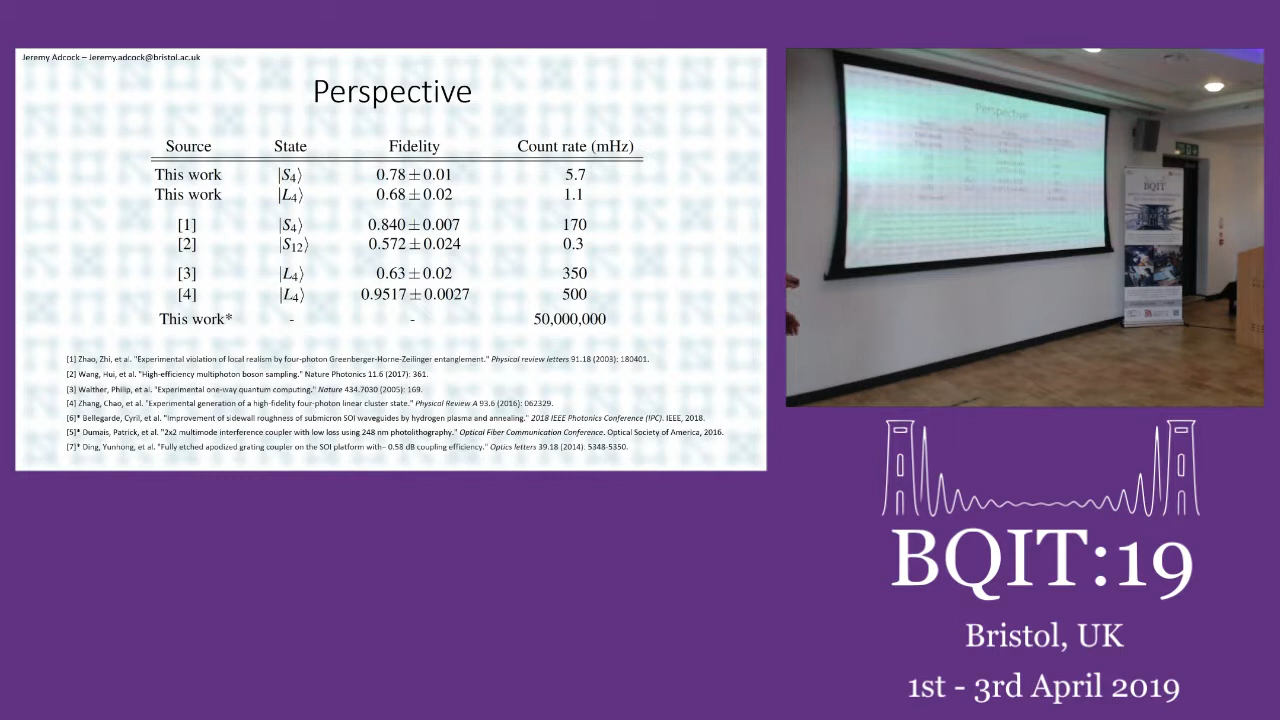 Jeremy Adcock – Jeremy.adcock@bristol.ac.uk
Perspective
Source State Fidelity Count rate (mHz)
This work |S4⟩ 0.78 ± 0.01 5.7
This work |L4⟩ 0.68 ± 0.02 1.1
[1] |S4⟩ 0.840 ± 0.007 170
[2] |S12⟩ 0.572 ± 0.024 0.3
[3] |L4⟩ 0.63 ± 0.02 350
[4] |L4⟩ 0.9517 ± 0.0027 500
This work* - - 50,000,000
[1] Zhao, Zhi, et al. "Experimental violation of local realism by four-photon Greenberger-Horne-Zeilinger entanglement." Physical review letters 91.18 (2003): 180401.
[2] Wang, Hui, et al. "High-efficiency multiphoton boson sampling." Nature Photonics 11.6 (2017): 361.
[3] Walther, Philip, et al. "Experimental one-way quantum computing." Nature 434.7030 (2005): 169.
[4] Zhang, Chao, et al. "Experimental generation of a high-fidelity four-photon linear cluster state." Physical Review A 93.6 (2016): 062329.
[6]* Bellegarde, Cyril, et al. "Improvement of sidewall roughness of submicron SOI waveguides by hydrogen plasma and annealing." 2018 IEEE Photonics Conference (IPC). IEEE, 2018.
[5]* Dumais, Patrick, et al. "2x2 multimode interference coupler with low loss using 248 nm photolithography." Optical Fiber Communication Conference. Optical Society of America, 2016.
[7]* Ding, Yunhong, et al. "Fully etched apodized grating coupler on the SOI platform with− 0.58 dB coupling efficiency." Optics letters 39.18 (2014): 5348-5350.
Perspective
BQIT
BQIT:19
Bristol, UK
1st - 3rd April 2019